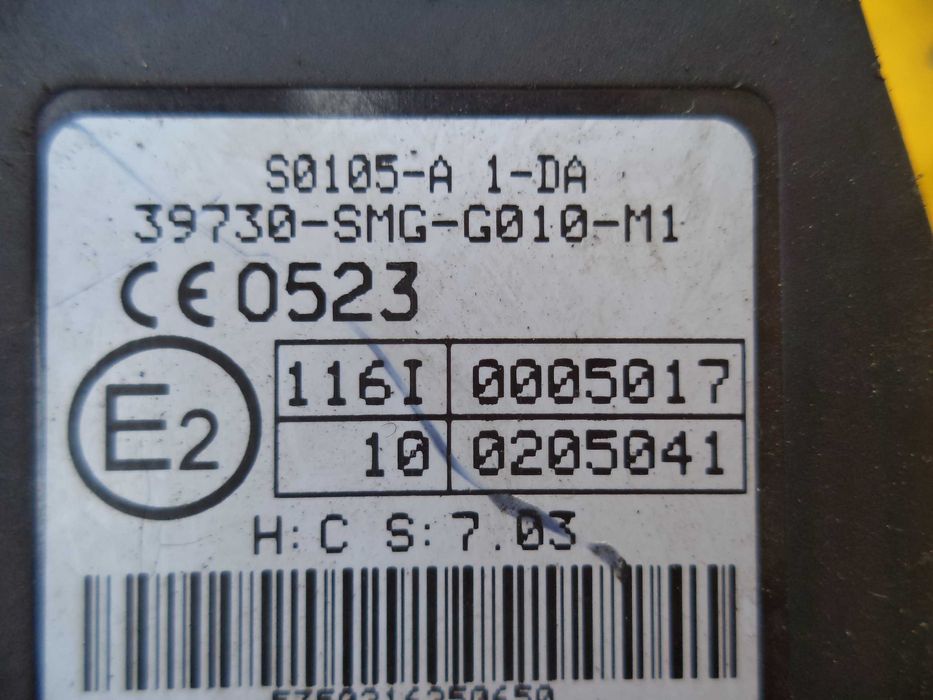 S0105-A 1-DA
39730-SMG-G010-M1
CE 0523
E2
116I 0005017
10 0205041
H: C S: 7.03